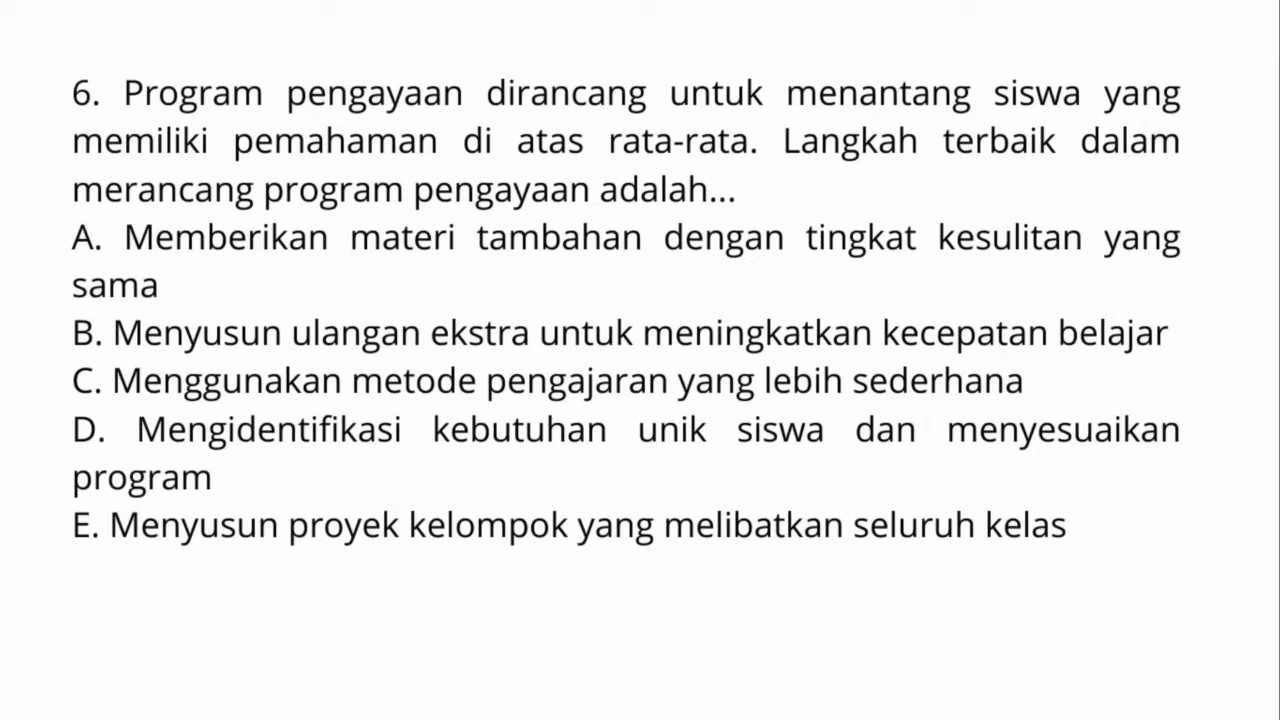 6. Program pengayaan dirancang untuk menantang siswa yang
memiliki pemahaman di atas rata-rata. Langkah terbaik dalam
merancang program pengayaan adalah...
A. Memberikan materi tambahan dengan tingkat kesulitan yang
sama
B. Menyusun ulangan ekstra untuk meningkatkan kecepatan belajar
C. Menggunakan metode pengajaran yang lebih sederhana
D. Mengidentifikasi kebutuhan unik siswa dan menyesuaikan
program
E. Menyusun proyek kelompok yang melibatkan seluruh kelas